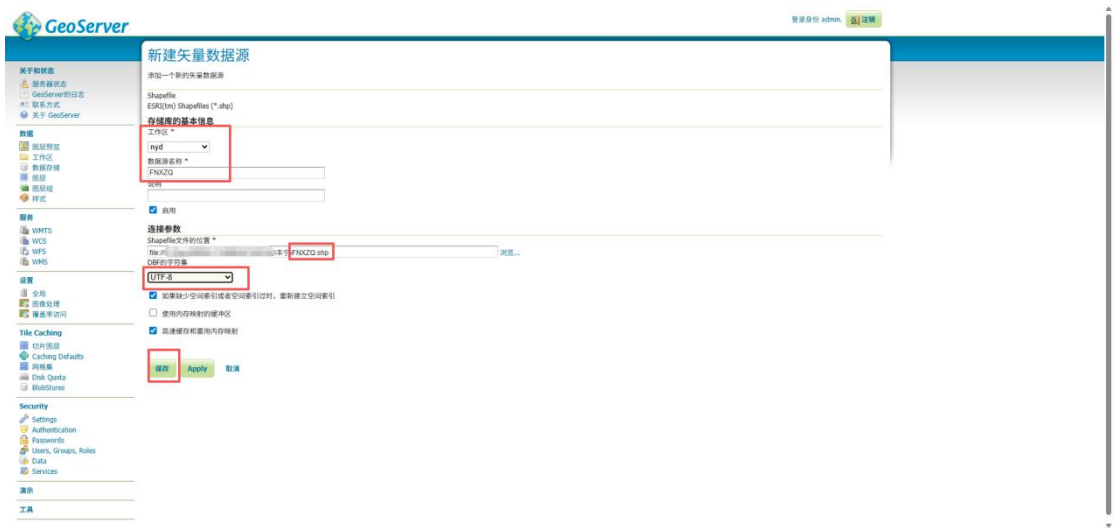 GeoServer
登录身份 admin.
注销
新建矢量数据源
添加一个新的矢量数据源
Shapefile
ESRI(tm) Shapefiles (*.shp)
存储库的基本信息
工作区 *
nyd
数据源名称 *
FNXZQ
说明
启用
连接参数
Shapefile文件的位置 *
file://
\丰宁\FNXZQ.shp
浏览...
DBF的字符集
UTF-8
如果缺少空间索引或者空间索引过时，重新建立空间索引
使用内存映射的缓冲区
高速缓存和重用内存映射
保存
Apply
取消
关于和状态
服务器状态
GeoServer的日志
联系方式
关于 GeoServer
数据
图层预览
工作区
数据存储
图层
图层组
样式
服务
WMTS
WCS
WFS
WMS
设置
全局
图像处理
覆盖率访问
Tile Caching
切片图层
Caching Defaults
网格集
Disk Quota
BlobStores
Security
Settings
Authentication
Passwords
Users, Groups, Roles
Data
Services
演示
工具